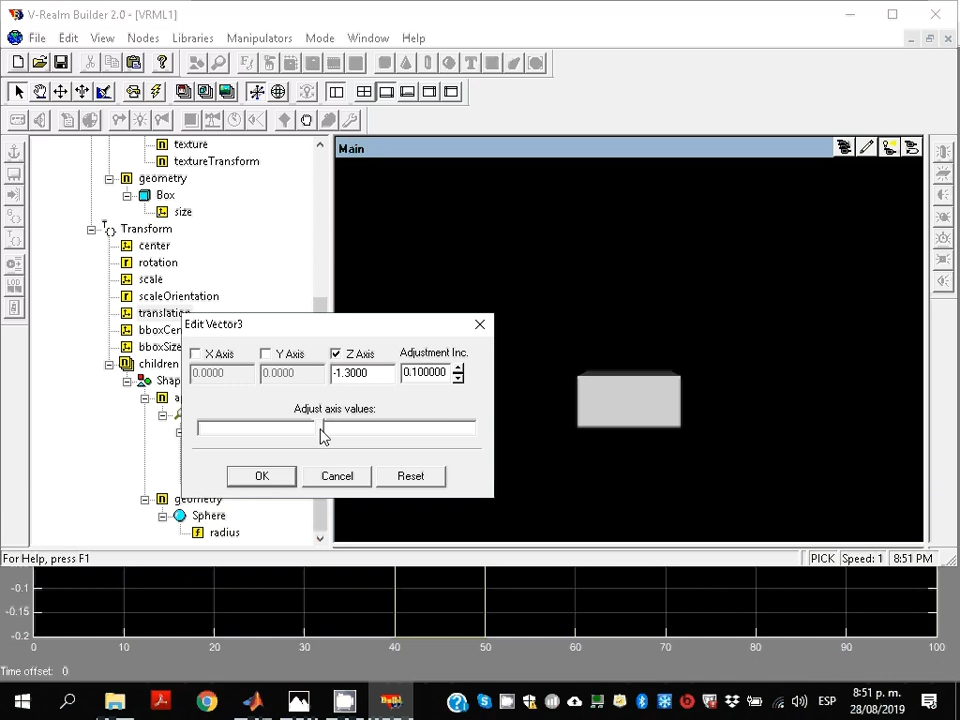 V-Realm Builder 2.0 - [VRML1]
File Edit View Nodes Libraries Manipulators Mode Window Help
texture
textureTransform
geometry
Box
size
Transform
center
rotation
scale
scaleOrientation
translation
bboxCen
bboxSize
children
Shap
a
geometry
Sphere
radius
Main
Edit Vector3
X Axis Y Axis Z Axis Adjustment Inc.
0.0000 0.0000 -1.3000 0.100000
Adjust axis values:
OK Cancel Reset
For Help, press F1
PICK Speed: 1 8:51 PM
-0.1
-0.15
-0.2
0 10 20 30 40 50 60 70 80 90 100
Time offset: 0
ESP
8:51 p. m.
28/08/2019